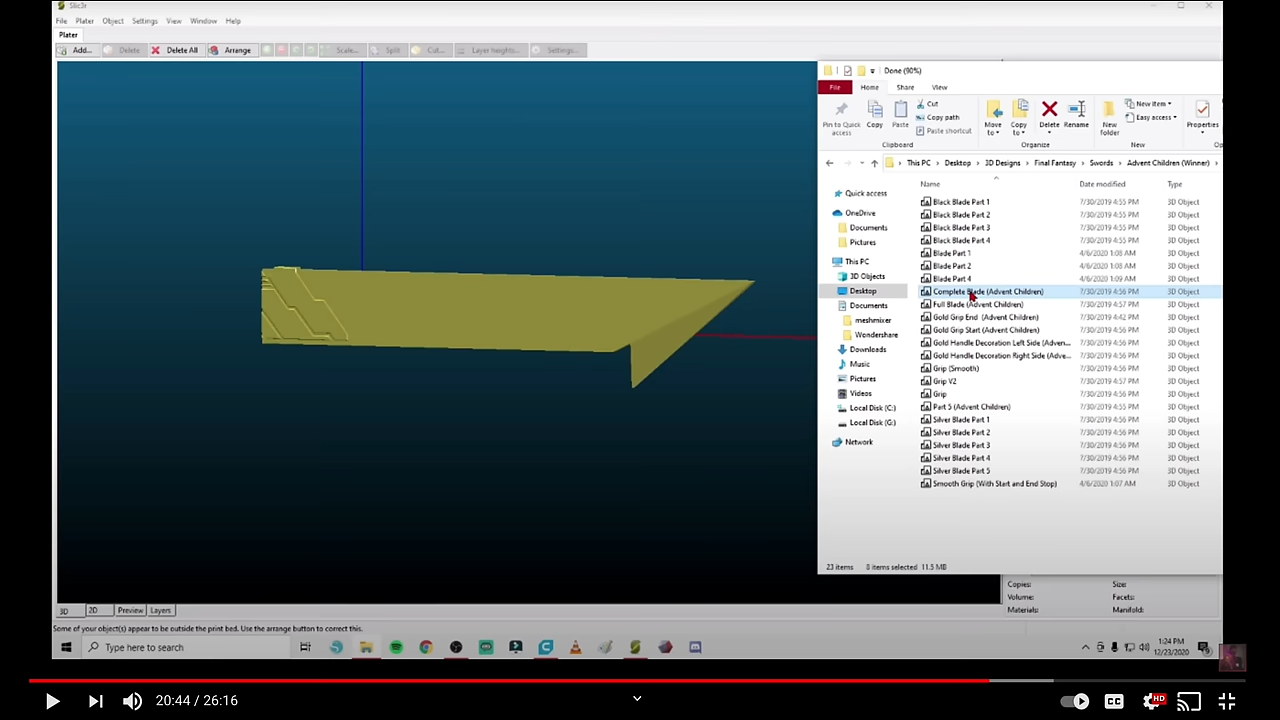 Slic3r
File Plater Object Settings View Window Help
Plater
Add... Delete Delete All Arrange Scale... Split Cut... Layer heights... Settings...
Done (90%)
File Home Share View
Pin to Quick access
Copy
Paste
Cut
Copy path
Paste shortcut
Move to
Copy to
Delete
Rename
New folder
New item
Easy access
Properties
Clipboard Organize New Op
This PC Desktop 3D Designs Final Fantasy Swords Advent Children (Winner)
Name Date modified Type
Quick access
OneDrive
Documents
Pictures
This PC
3D Objects
Desktop
Documents
meshmixer
Wondershare
Downloads
Music
Pictures
Videos
Local Disk (C:)
Local Disk (G:)
Network
Black Blade Part 1 7/30/2019 4:55 PM 3D Object
Black Blade Part 2 7/30/2019 4:55 PM 3D Object
Black Blade Part 3 7/30/2019 4:55 PM 3D Object
Black Blade Part 4 7/30/2019 4:55 PM 3D Object
Blade Part 1 4/6/2020 1:08 AM 3D Object
Blade Part 2 4/6/2020 1:08 AM 3D Object
Blade Part 4 4/6/2020 1:09 AM 3D Object
Complete Blade (Advent Children) 7/30/2019 4:56 PM 3D Object
Full Blade (Advent Children) 7/30/2019 4:57 PM 3D Object
Gold Grip End (Advent Children) 7/30/2019 4:42 PM 3D Object
Gold Grip Start (Advent Children) 7/30/2019 4:56 PM 3D Object
Gold Handle Decoration Left Side (Adven... 7/30/2019 4:55 PM 3D Object
Gold Handle Decoration Right Side (Adve... 7/30/2019 4:55 PM 3D Object
Grip (Smooth) 7/30/2019 4:56 PM 3D Object
Grip V2 7/30/2019 4:57 PM 3D Object
Grip 7/30/2019 4:55 PM 3D Object
Part 5 (Advent Children) 7/30/2019 4:55 PM 3D Object
Silver Blade Part 1 7/30/2019 4:56 PM 3D Object
Silver Blade Part 2 7/30/2019 4:56 PM 3D Object
Silver Blade Part 3 7/30/2019 4:56 PM 3D Object
Silver Blade Part 4 7/30/2019 4:56 PM 3D Object
Silver Blade Part 5 7/30/2019 4:56 PM 3D Object
Smooth Grip (With Start and End Stop) 4/6/2020 1:07 AM 3D Object
23 items 8 items selected 11.5 MB
Copies: Size:
Volume: Facets:
Materials: Manifold:
3D 2D Preview Layers
Some of your object(s) appear to be outside the print bed. Use the arrange button to correct this.
Type here to search
1:24 PM
12/23/2020
20:44 / 26:16
CC
HD